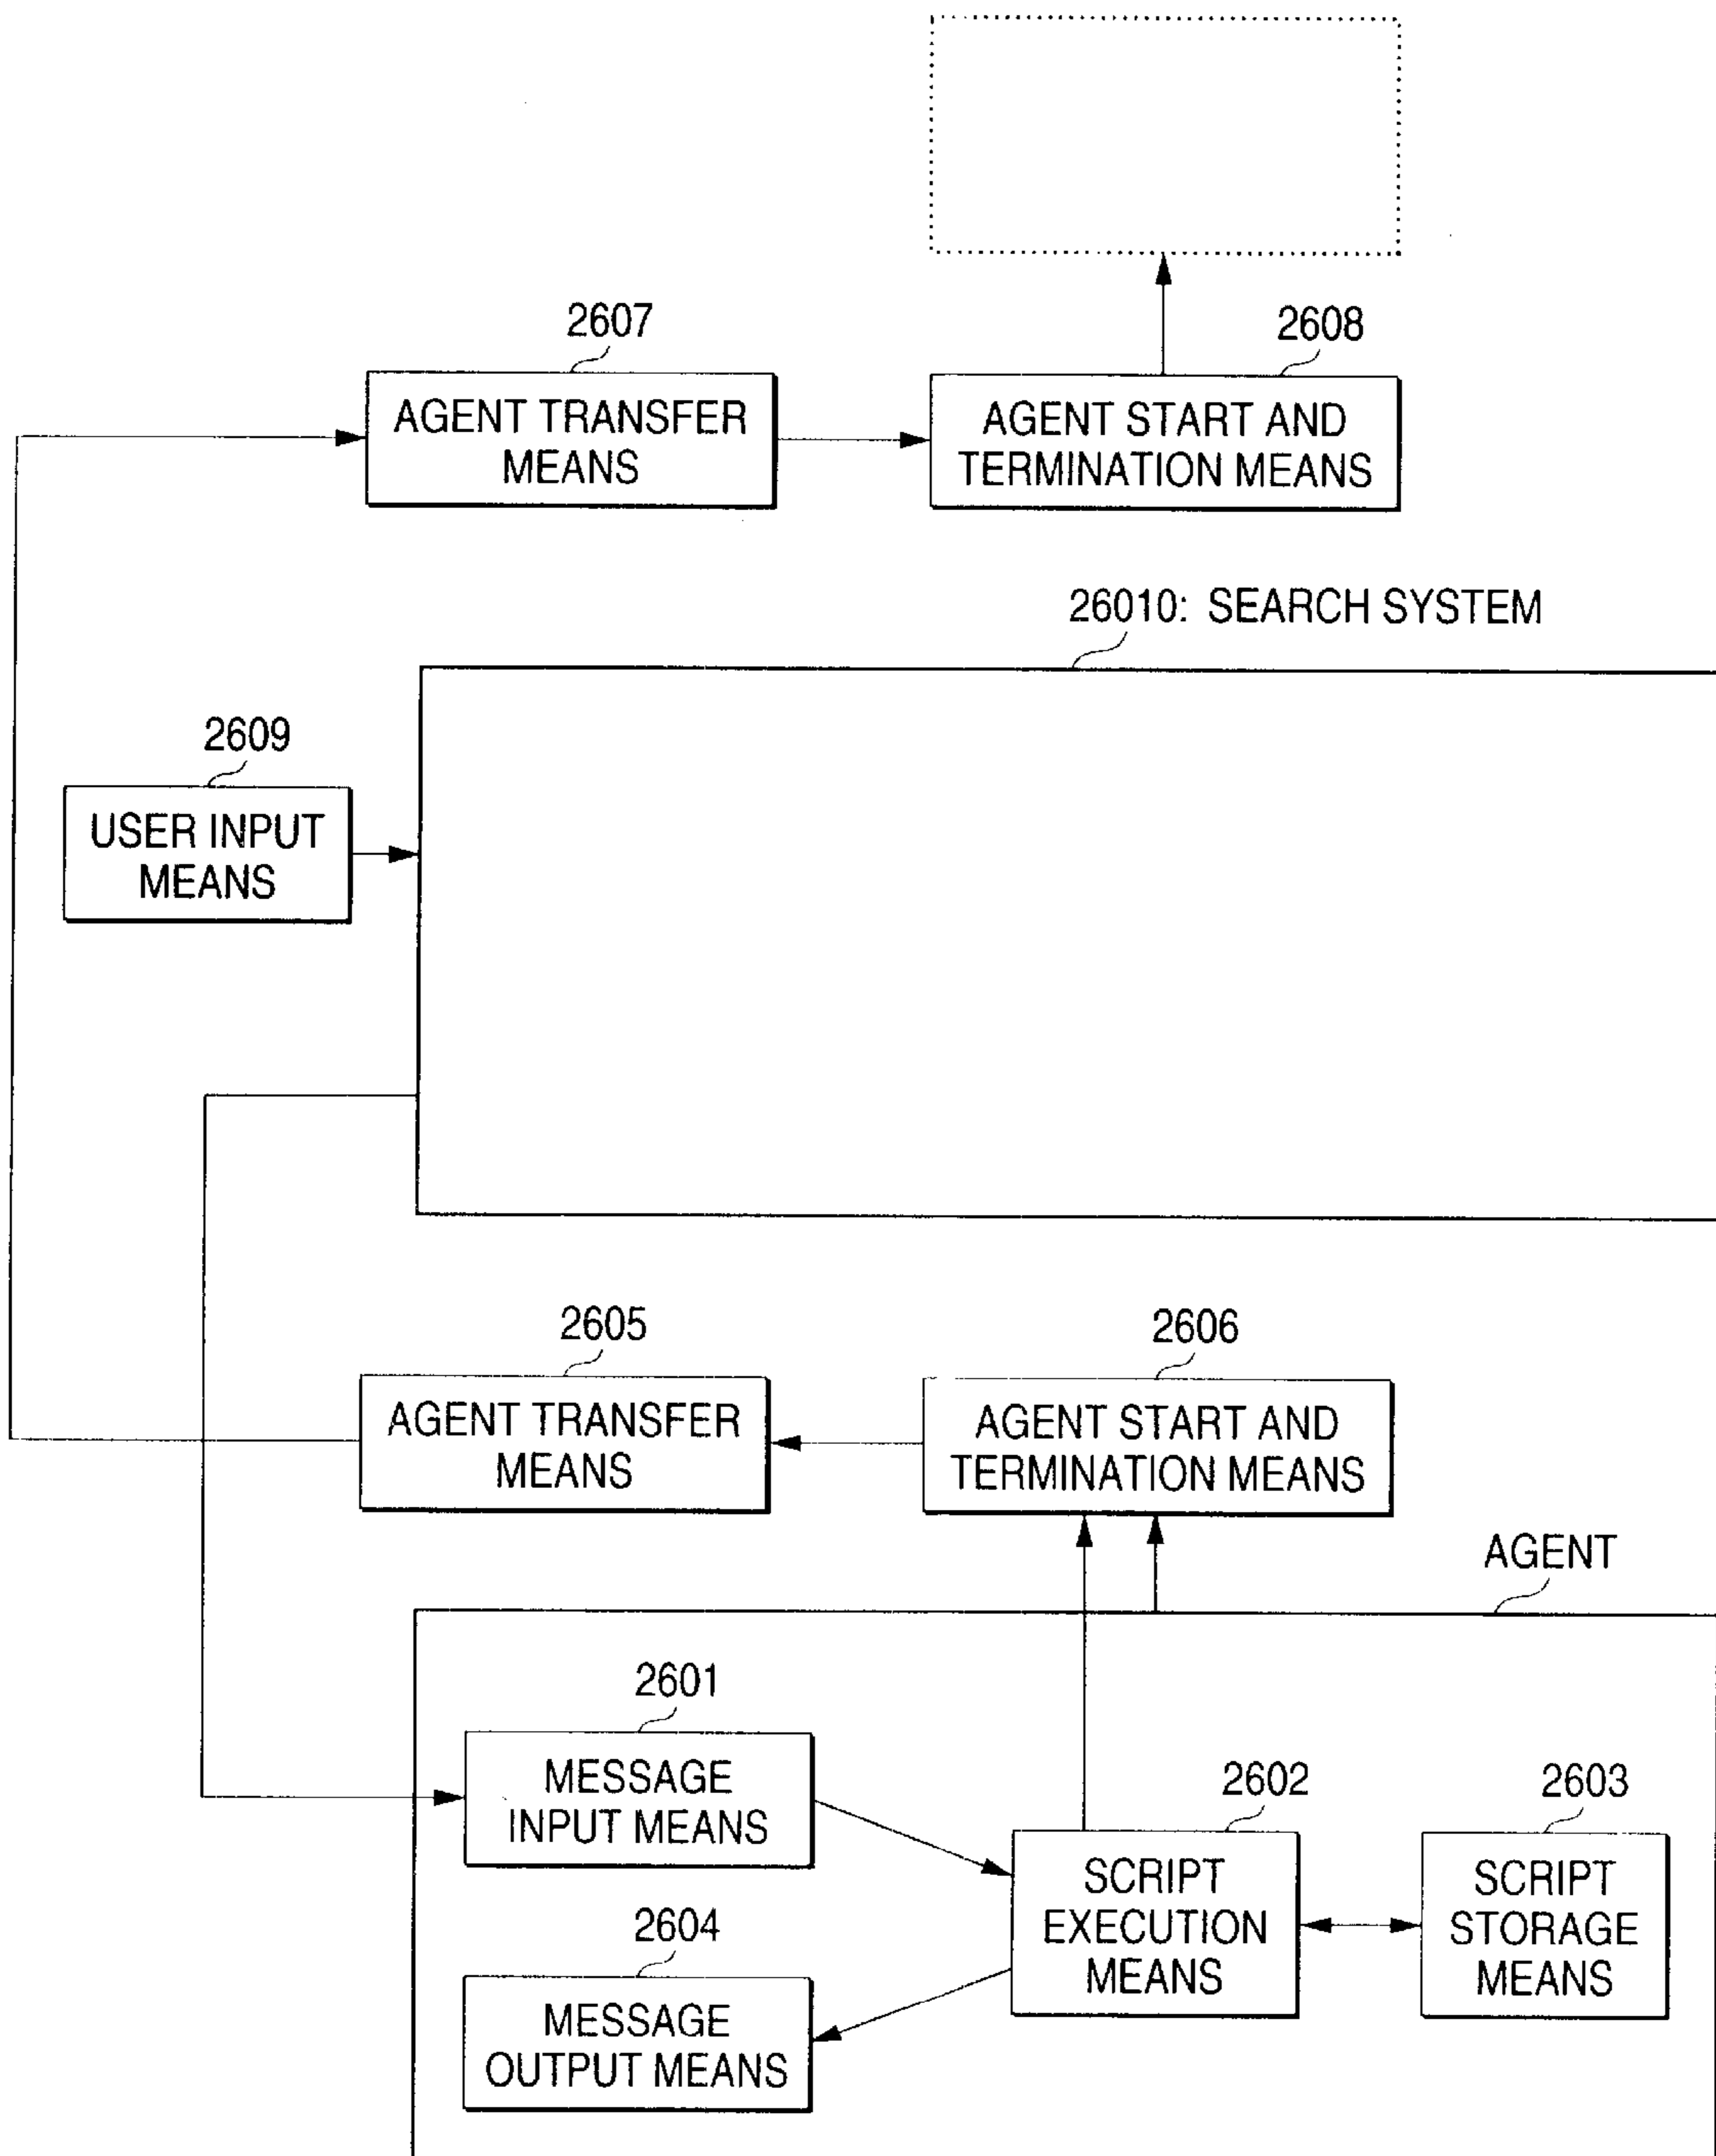 2607
AGENT TRANSFER
MEANS
2608
AGENT START AND
TERMINATION MEANS
26010: SEARCH SYSTEM
2609
USER INPUT
MEANS
2605
AGENT TRANSFER
MEANS
2606
AGENT START AND
TERMINATION MEANS
AGENT
2601
MESSAGE
INPUT MEANS
2602
SCRIPT
EXECUTION
MEANS
2603
SCRIPT
STORAGE
MEANS
2604
MESSAGE
OUTPUT MEANS